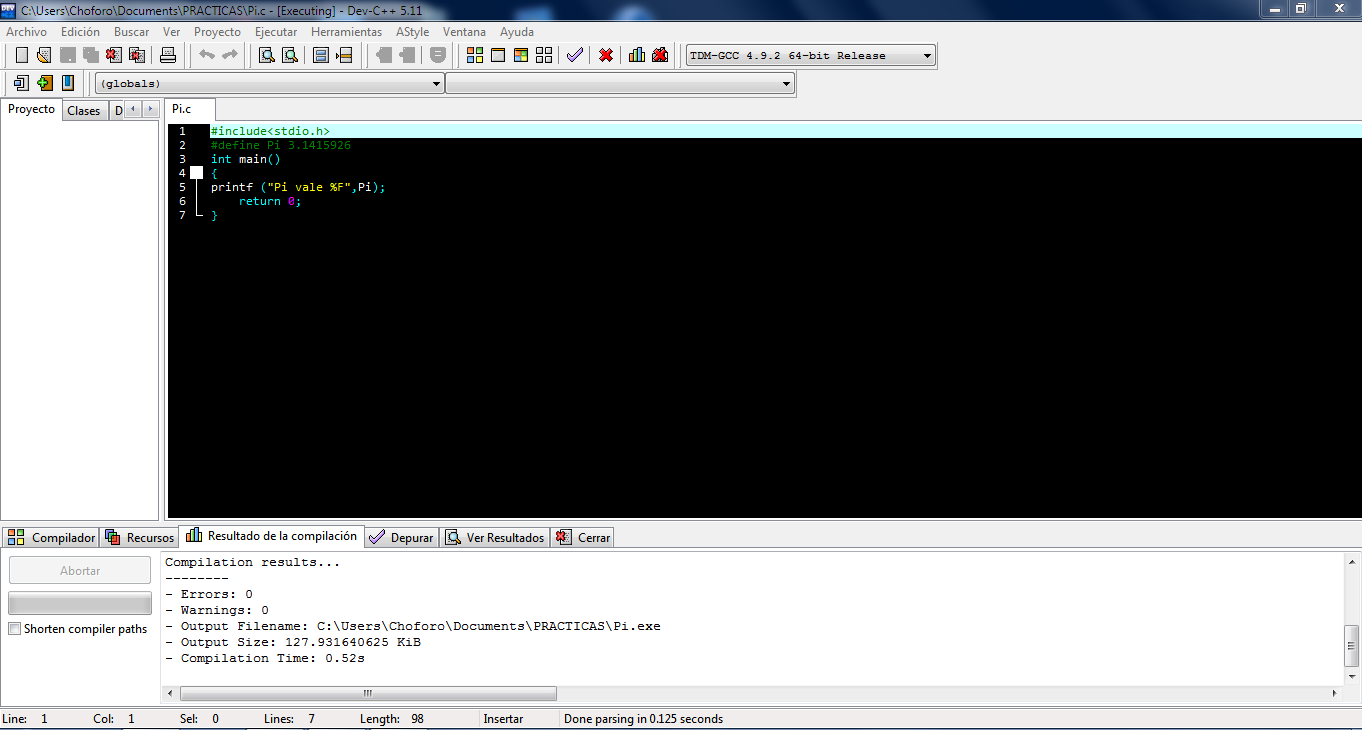 C:\Users\Choforo\Documents\PRACTICAS\Pi.c - [Executing] - Dev-C++ 5.11
Archivo Edición Buscar Ver Proyecto Ejecutar Herramientas AStyle Ventana Ayuda
TDM-GCC 4.9.2 64-bit Release
(globals)
Proyecto Clases D
Pi.c
1 #include<stdio.h>
2 #define Pi 3.1415926
3 int main()
4 {
5 printf ("Pi vale %F",Pi);
6 return 0;
7 }
Compilador Recursos Resultado de la compilación Depurar Ver Resultados Cerrar
Abortar
Shorten compiler paths
Compilation results...
--------
- Errors: 0
- Warnings: 0
- Output Filename: C:\Users\Choforo\Documents\PRACTICAS\Pi.exe
- Output Size: 127.931640625 KiB
- Compilation Time: 0.52s
Line: 1 Col: 1 Sel: 0 Lines: 7 Length: 98 Insertar Done parsing in 0.125 seconds